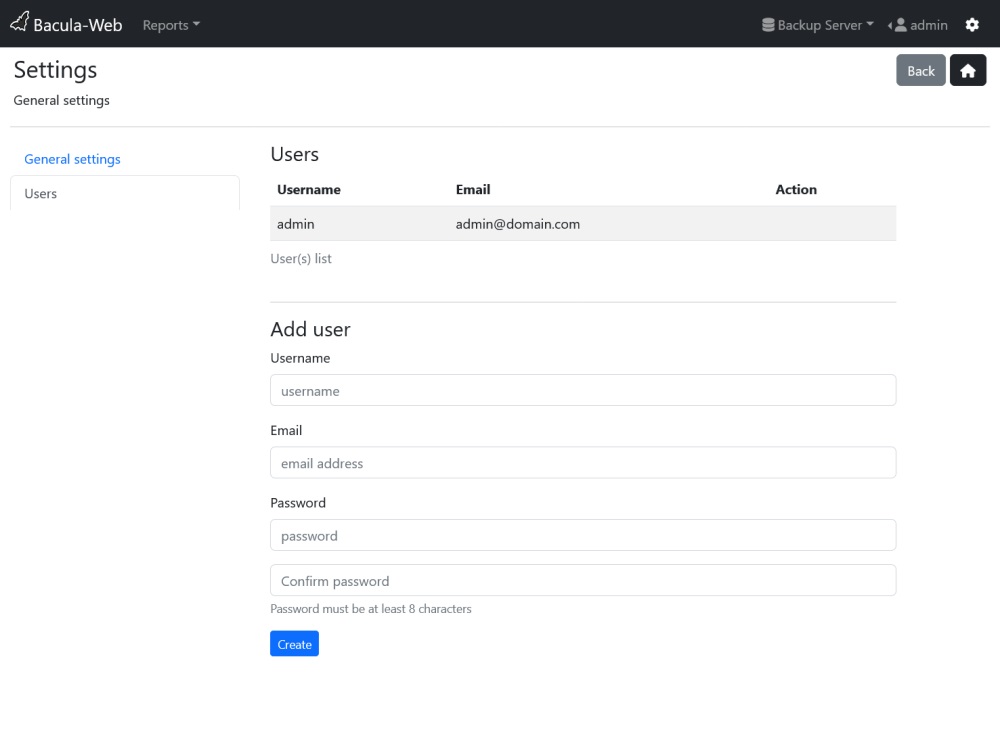 Bacula-Web Reports Backup Server admin
Settings Back
General settings
General settings
Users
Users
Username Email Action
admin admin@domain.com
User(s) list
Add user
Username
username
Email
email address
Password
password
Confirm password
Password must be at least 8 characters
Create